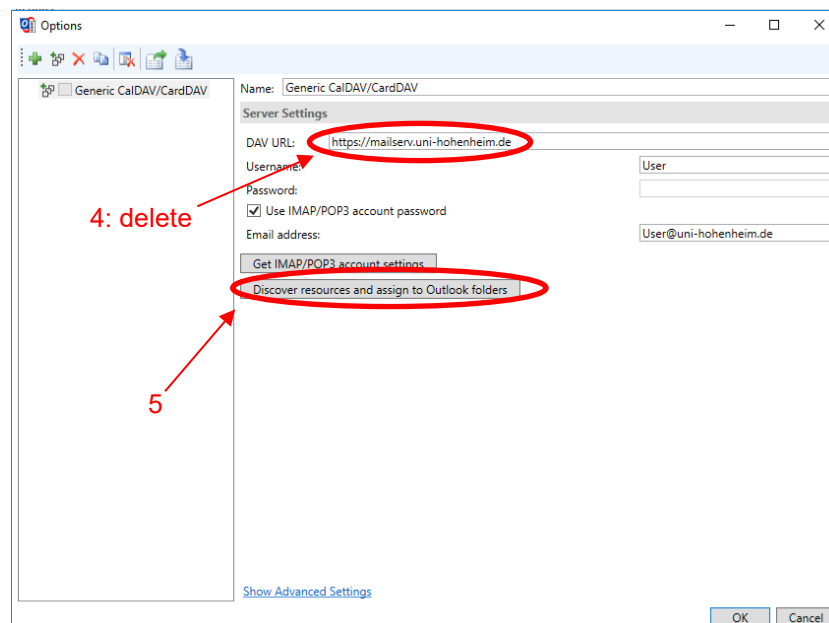 Options
Generic CalDAV/CardDAV
Name: Generic CalDAV/CardDAV
Server Settings
DAV URL: https://mailserv.uni-hohenheim.de
Username: User
Password:
Use IMAP/POP3 account password
4: delete
Email address: User@uni-hohenheim.de
Get IMAP/POP3 account settings
Discover resources and assign to Outlook folders
5
Show Advanced Settings
OK Cancel